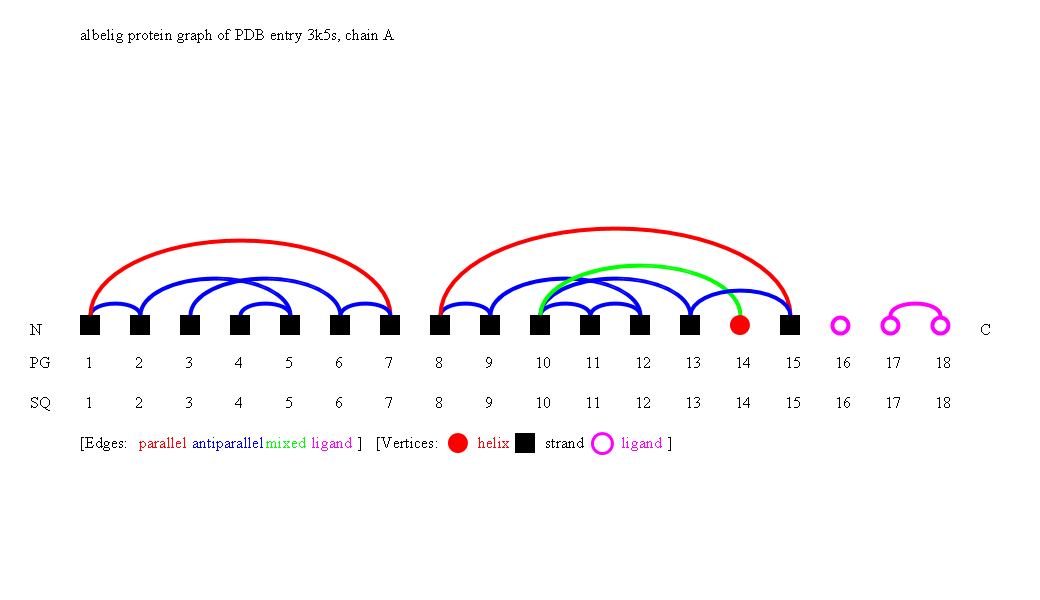 albelig protein graph of PDB entry 3k5s, chain A
N C
PG 1 2 3 4 5 6 7 8 9 10 11 12 13 14 15 16 17 18
SQ 1 2 3 4 5 6 7 8 9 10 11 12 13 14 15 16 17 18
[Edges: parallel antiparallel mixed ligand ] [Vertices: helix strand ligand ]